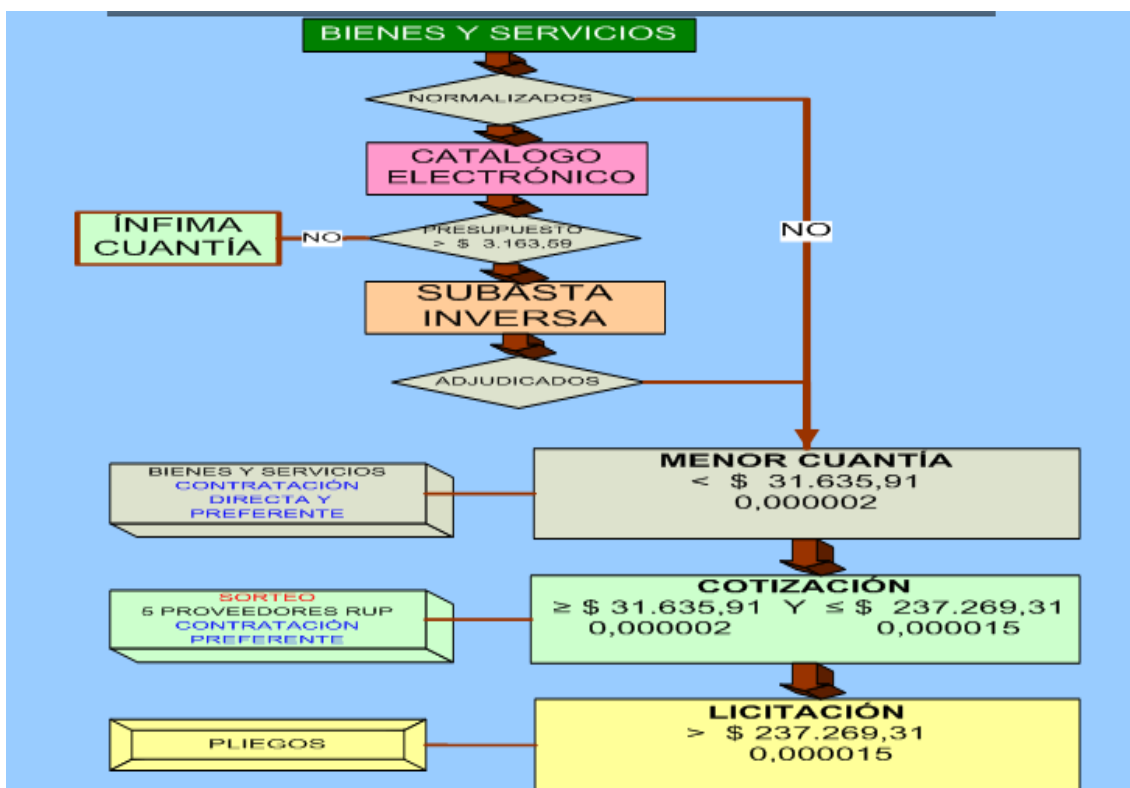 BIENES Y SERVICIOS
NORMALIZADOS
CATALOGO
ELECTRÓNICO
ÍNFIMA
CUANTÍA
NO
PRESUPUESTO
> $ 3.163,59
NO
SUBASTA
INVERSA
ADJUDICADOS
BIENES Y SERVICIOS
CONTRATACIÓN
DIRECTA Y
PREFERENTE
MENOR CUANTÍA
< $ 31.635,91
0,000002
SORTEO
5 PROVEEDORES RUP
CONTRATACIÓN
PREFERENTE
COTIZACIÓN
≥ $ 31.635,91 Y ≤ $ 237.269,31
0,000002 0,000015
PLIEGOS
LICITACIÓN
> $ 237.269,31
0,000015